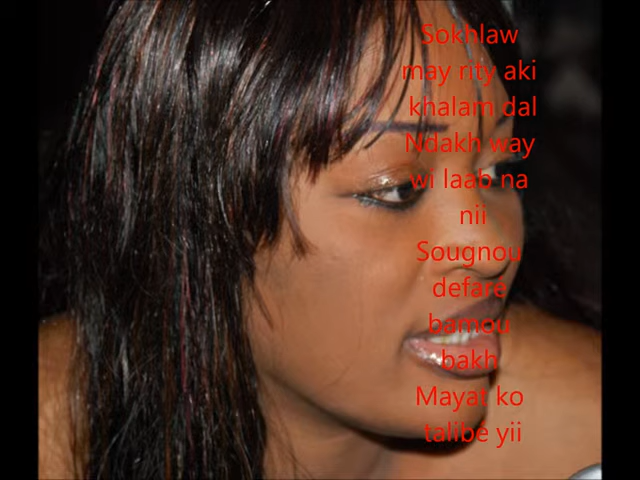 Sokhlaw
may rity aki
khalam dal
Ndakh way
wi laab na
nii
Sougnou
defaré
bamou
bakh
Mayat ko
talibé yii